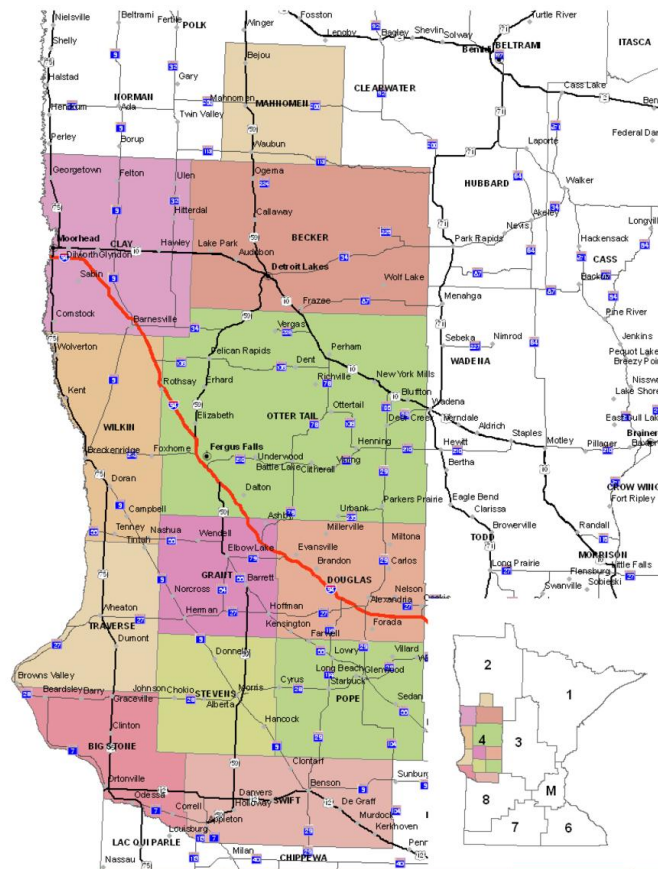 Nielsville
Beltrami
Fertile
POLK
Winger
Fosston
Lengby
Bagley
Shevlin
Solway
Turtle River
BELTRAMI
ITASCA
Shelly
Bejou
Halstad
Gary
Cass Lake
NORMAN
Ada
Mahnomen
MAHNOMEN
CLEARWATER
Twin Valley
Perley
Borup
Waubun
Laporte
Federal Dam
Georgetown
Felton
Ulen
Ogema
HUBBARD
Walker
Hitterdal
Callaway
Akeley
Nevis
Longville
Moorhead
CLAY
Hawley
Lake Park
Audubon
BECKER
Park Rapids
Hackensack
CASS
Dilworth
Glyndon
Detroit Lakes
Sabin
Wolf Lake
Comstock
Barnesville
Frazee
Menahga
Pine River
Wolverton
Vergas
Sebeka
Nimrod
Jenkins
Pelican Rapids
Dent
Perham
WADENA
Pequot Lakes
Breezy Point
Kent
Rothsay
Erhard
Richville
New York Mills
Bluffton
Lake Shore
Elizabeth
OTTER TAIL
Ottertail
Deer Creek
Wadena
Verndale
Aldrich
Staples
Motley
East Gull Lake
WILKIN
Breckenridge
Foxhome
Fergus Falls
Underwood
Battle Lake
Clitherall
Vining
Henning
Hewitt
Bertha
Pillager
Brainerd
Doran
Dalton
Parkers Prairie
Eagle Bend
Clarissa
CROW WING
Fort Ripley
Campbell
Tenney
Tintah
Nashua
Wendell
Ashby
Millerville
Urbank
Browerville
Randall
TODD
Elbow Lake
Evansville
Brandon
Miltona
Carlos
Long Prairie
MORRISON
Little Falls
Flensburg
Sobieski
GRANT
Barrett
DOUGLAS
Nelson
Swanville
Norcross
Herman
Hoffman
Kensington
Alexandria
Forada
Wheaton
TRAVERSE
Dumont
Donnelly
Farwell
Lowry
Villard
Browns Valley
Beardsley
Barry
Graceville
Johnson
Chokio
STEVENS
Alberta
Morris
Cyrus
Long Beach
Starbuck
Glenwood
POPE
Sedan
Clinton
Hancock
BIG STONE
Clontarf
Ortonville
Odessa
Correll
Danvers
Holloway
SWIFT
Benson
Sunburg
De Graff
Murdock
Kerkhoven
Louisburg
Appleton
LAC QUI PARLE
Milan
CHIPPEWA
Nassau
2
1
4
3
M
8
7
6